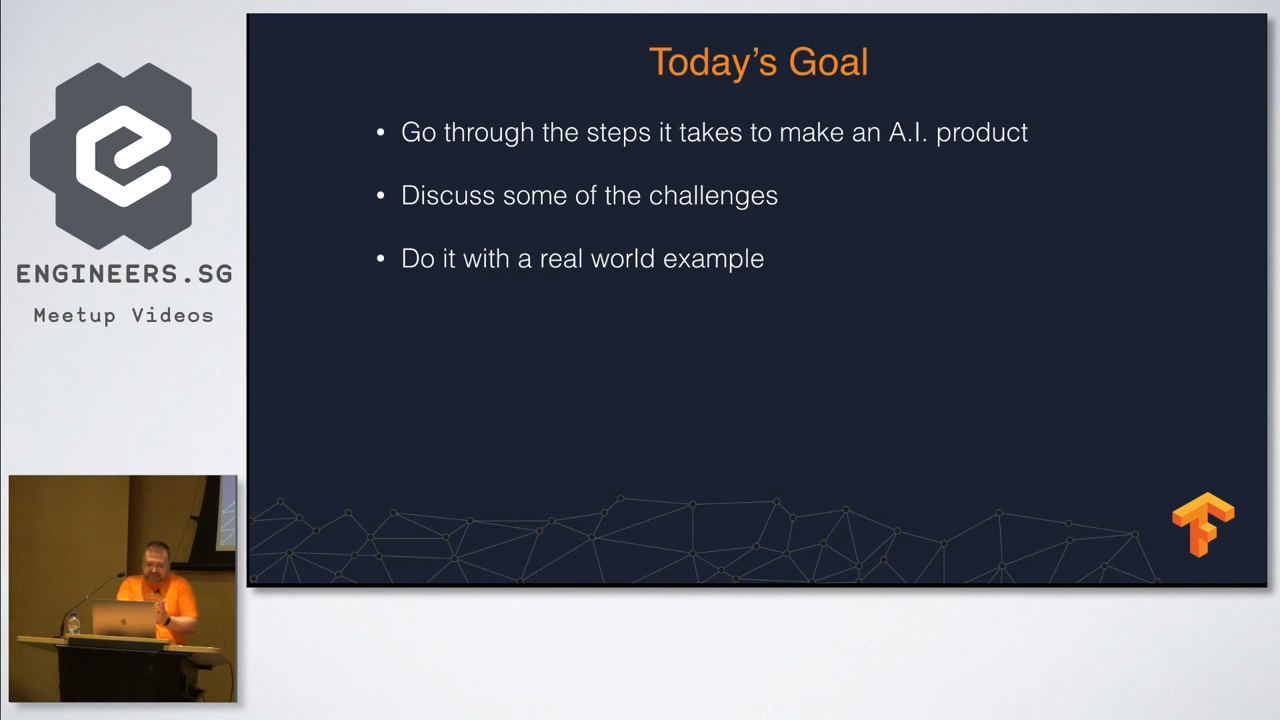 ENGINEERS.SG
Meetup Videos
Today's Goal
• Go through the steps it takes to make an A.I. product
• Discuss some of the challenges
• Do it with a real world example